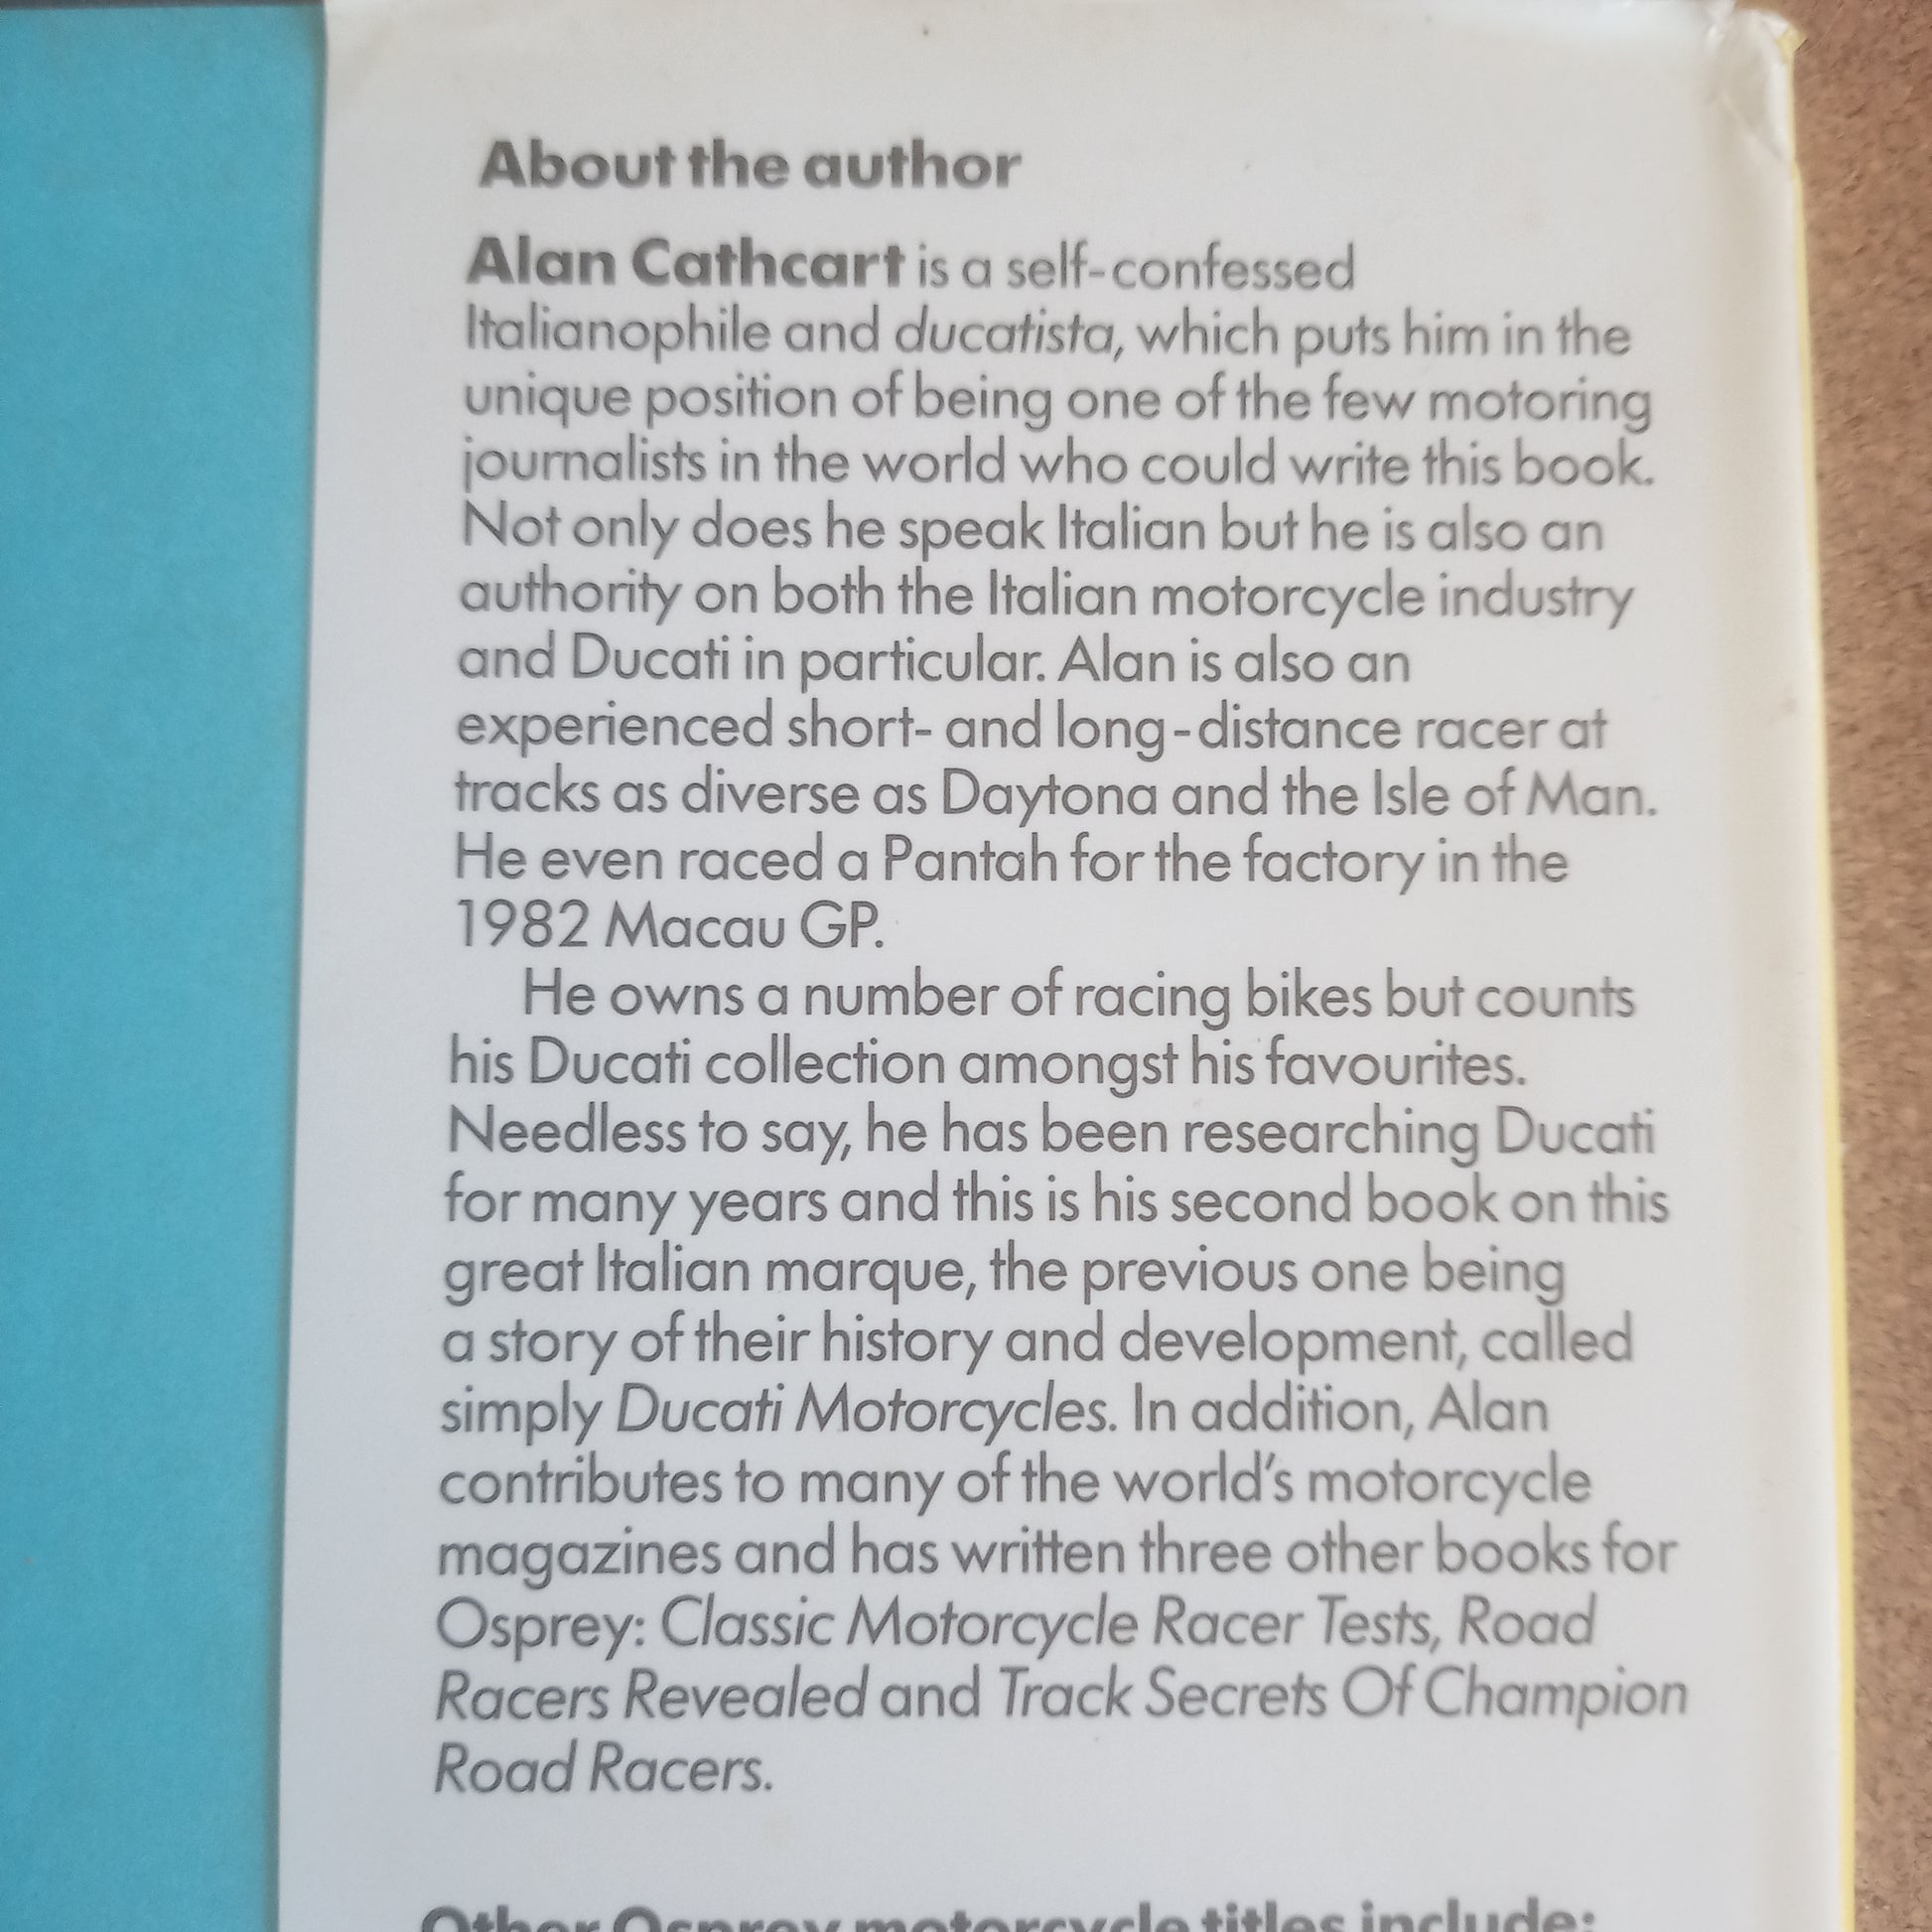 About the author
Alan Cathcart is a self-confessed
Italianophile and ducatista, which puts him in the
unique position of being one of the few motoring
journalists in the world who could write this book.
Not only does he speak Italian but he is also an
authority on both the Italian motorcycle industry
and Ducati in particular. Alan is also an
experienced short- and long-distance racer at
tracks as diverse as Daytona and the Isle of Man.
He even raced a Pantah for the factory in the
1982 Macau GP.
He owns a number of racing bikes but counts
his Ducati collection amongst his favourites.
Needless to say, he has been researching Ducati
for many years and this is his second book on this
great Italian marque, the previous one being
a story of their history and development, called
simply Ducati Motorcycles. In addition, Alan
contributes to many of the world's motorcycle
magazines and has written three other books for
Osprey: Classic Motorcycle Racer Tests, Road
Racers Revealed and Track Secrets Of Champion
Road Racers.
Other Osprey motorcycle titles include: